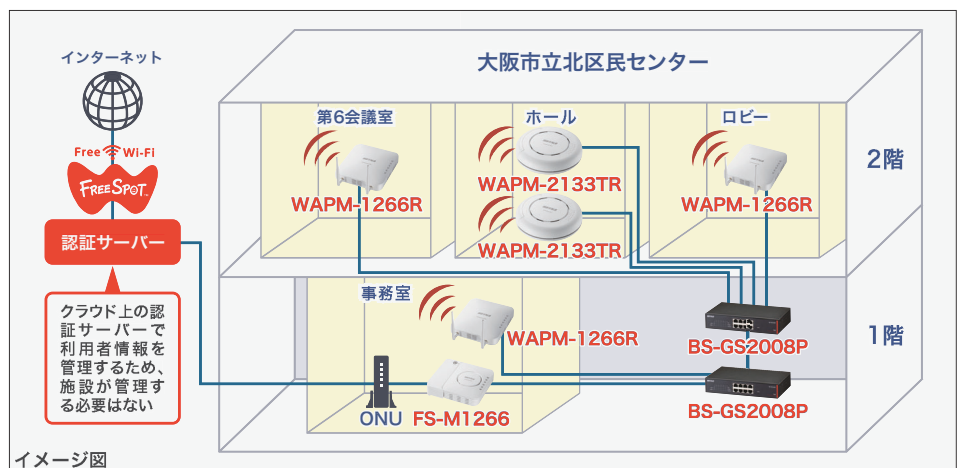 大阪市立北区民センター
インターネット
Free Wi-Fi
FREESPOT™
認証サーバー
クラウド上の認
証サーバーで
利用者情報を
管理するため、
施設が管理す
る必要はない
第6会議室
WAPM-1266R
ホール
WAPM-2133TR
WAPM-2133TR
ロビー
WAPM-1266R
2階
事務室
WAPM-1266R
ONU
FS-M1266
BS-GS2008P
BS-GS2008P
1階
イメージ図